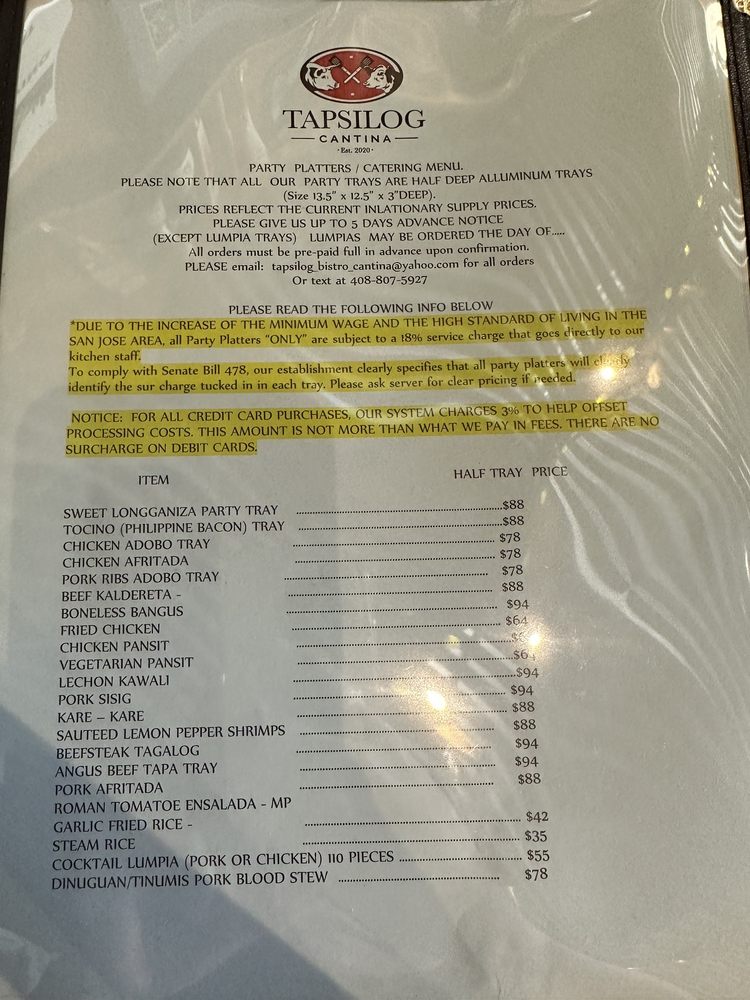 TAPSILOG
CANTINA
· Est. 2020 ·
PARTY PLATTERS / CATERING MENU.
PLEASE NOTE THAT ALL OUR PARTY TRAYS ARE HALF DEEP ALLUMINUM TRAYS
(Size 13.5" x 12.5" x 3"DEEP).
PRICES REFLECT THE CURRENT INLATIONARY SUPPLY PRICES.
PLEASE GIVE US UP TO 5 DAYS ADVANCE NOTICE
(EXCEPT LUMPIA TRAYS) LUMPIAS MAY BE ORDERED THE DAY OF.....
All orders must be pre-paid full in advance upon confirmation.
PLEASE email: tapsilog_bistro_cantina@yahoo.com for all orders
Or text at 408-807-5927
PLEASE READ THE FOLLOWING INFO BELOW
*DUE TO THE INCREASE OF THE MINIMUM WAGE AND THE HIGH STANDARD OF LIVING IN THE
SAN JOSE AREA, all Party Platters "ONLY" are subject to a 18% service charge that goes directly to our
kitchen staff.
To comply with Senate Bill 478, our establishment clearly specifies that all party platters will clearly
identify the sur charge tucked in in each tray. Please ask server for clear pricing if needed.
NOTICE: FOR ALL CREDIT CARD PURCHASES, OUR SYSTEM CHARGES 3% TO HELP OFFSET
PROCESSING COSTS. THIS AMOUNT IS NOT MORE THAN WHAT WE PAY IN FEES. THERE ARE NO
SURCHARGE ON DEBIT CARDS.
ITEM HALF TRAY PRICE
SWEET LONGGANIZA PARTY TRAY $88
TOCINO (PHILIPPINE BACON) TRAY $88
CHICKEN ADOBO TRAY $78
CHICKEN AFRITADA $78
PORK RIBS ADOBO TRAY $78
BEEF KALDERETA - $88
BONELESS BANGUS $94
FRIED CHICKEN $64
CHICKEN PANSIT
VEGETARIAN PANSIT
LECHON KAWALI $94
PORK SISIG $94
KARE – KARE $88
SAUTEED LEMON PEPPER SHRIMPS $88
BEEFSTEAK TAGALOG $94
ANGUS BEEF TAPA TRAY $94
PORK AFRITADA $88
ROMAN TOMATOE ENSALADA - MP
GARLIC FRIED RICE - $42
STEAM RICE $35
COCKTAIL LUMPIA (PORK OR CHICKEN) 110 PIECES $55
DINUGUAN/TINUMIS PORK BLOOD STEW $78